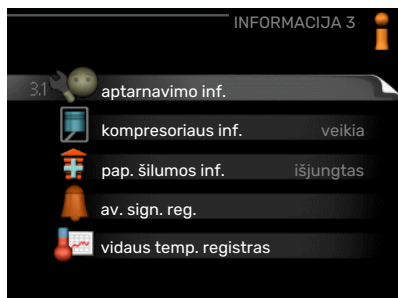 INFORMACIJA 3
3.1 aptarnavimo inf.
kompresoriaus inf. veikia
pap. šilumos inf. išjungtas
av. sign. reg.
vidaus temp. registras